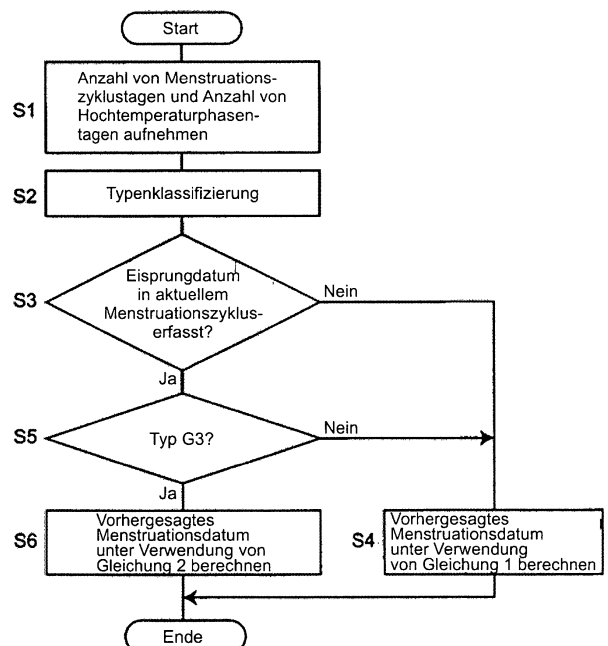 Start
S1
Anzahl von Menstruations-
zyklustagen und Anzahl von
Hochtemperaturphasen-
tagen aufnehmen
S2
Typenklassifizierung
S3
Eisprungdatum
in aktuellem
Menstruationszyklus-
erfasst?
Nein
Ja
S5
Typ G3?
Nein
Ja
S6
Vorhergesagtes
Menstruationsdatum
unter Verwendung von
Gleichung 2 berechnen
S4
Vorhergesagtes
Menstruationsdatum
unter Verwendung
von Gleichung 1 berechnen
Ende